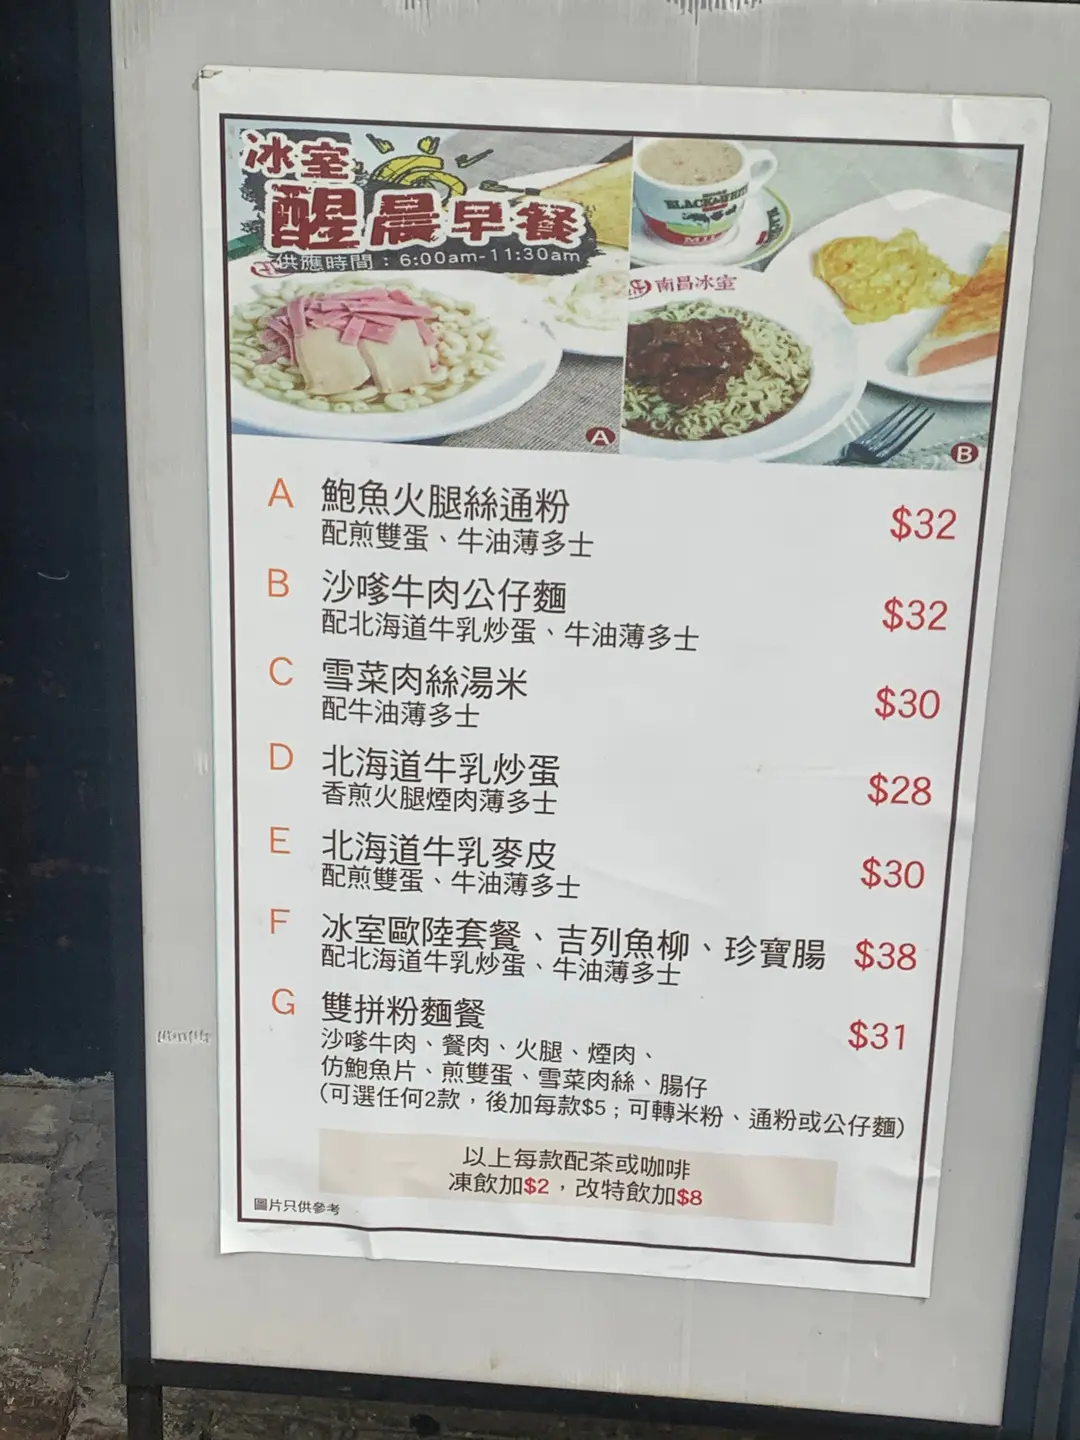 冰室
醒晨早餐
供應時間：6:00am-11:30am
BLACK&WHITE
MILK
南昌冰室
A
B
A 鮑魚火腿絲通粉 $32
配煎雙蛋、牛油薄多士
B 沙嗲牛肉公仔麵 $32
配北海道牛乳炒蛋、牛油薄多士
C 雪菜肉絲湯米 $30
配牛油薄多士
D 北海道牛乳炒蛋 $28
香煎火腿煙肉薄多士
E 北海道牛乳麥皮 $30
配煎雙蛋、牛油薄多士
F 冰室歐陸套餐、吉列魚柳、珍寶腸 $38
配北海道牛乳炒蛋、牛油薄多士
G 雙拼粉麵餐 $31
沙嗲牛肉、餐肉、火腿、煙肉、
仿鮑魚片、煎雙蛋、雪菜肉絲、腸仔
(可選任何2款，後加每款$5；可轉米粉、通粉或公仔麵)
以上每款配茶或咖啡
凍飲加$2，改特飲加$8
圖片只供參考